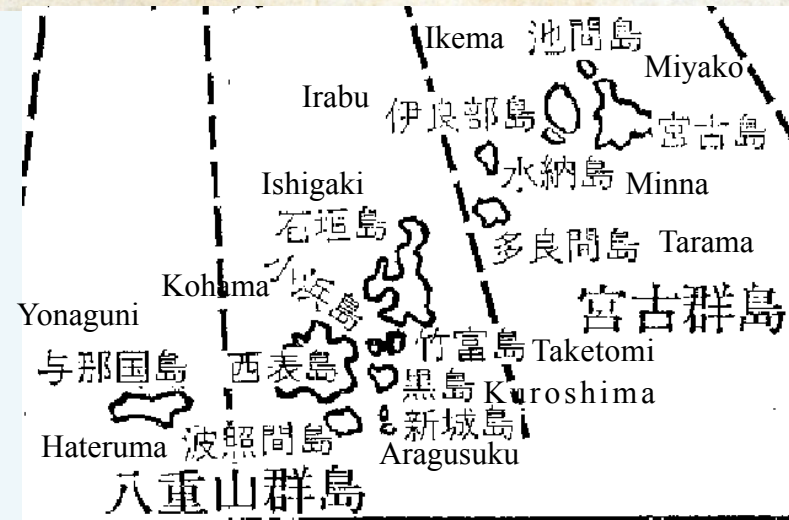 Ikema 池間島
Miyako
Irabu 伊良部島
宮古島
水納島 Minna
Ishigaki
石垣島
多良間島 Tarama
Kohama 小浜島
宮古群島
Yonaguni
竹富島 Taketomi
与那国島 西表島
黒島 Kuroshima
Hateruma 波照間島
新城島
Aragusuku
八重山群島